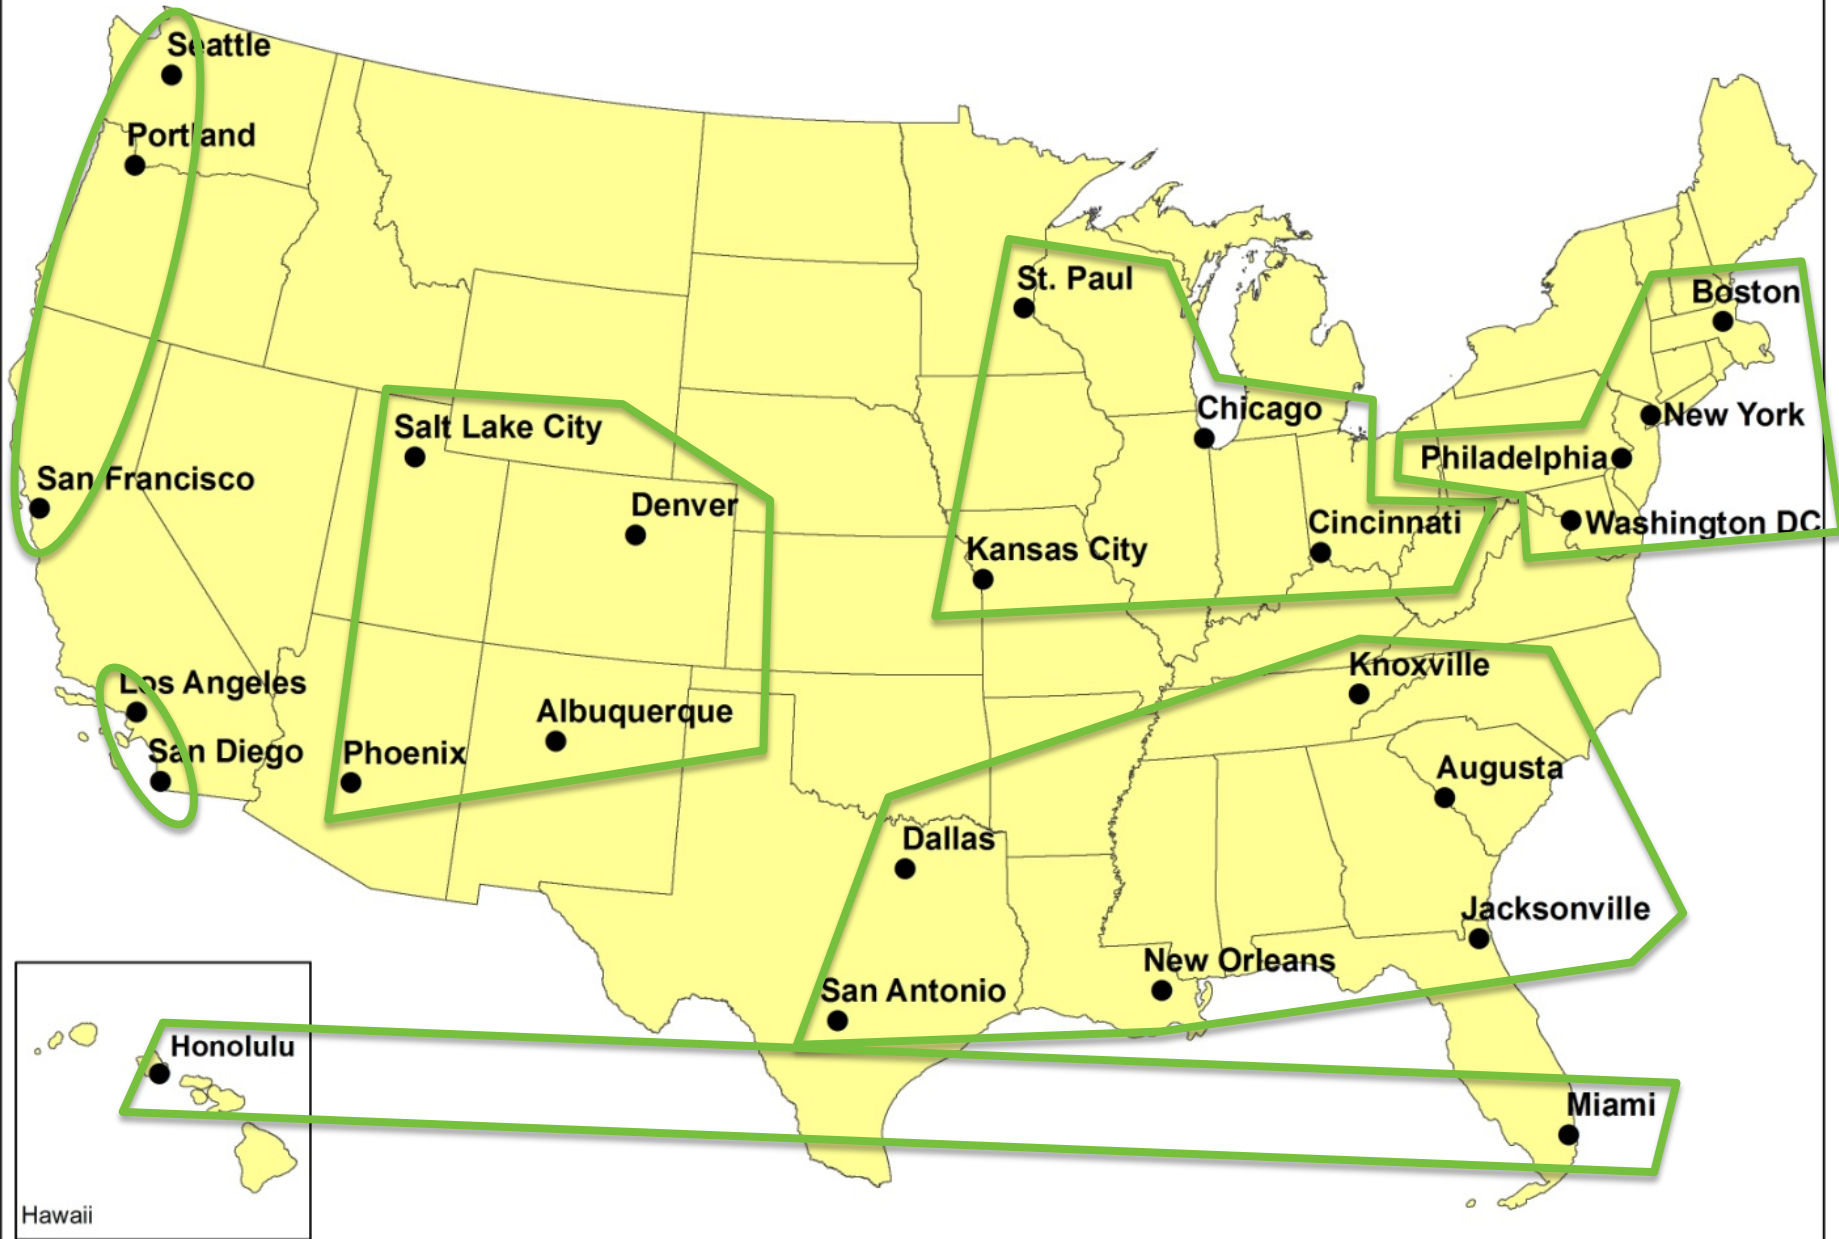 Seattle
Portland
St. Paul
Boston
Chicago
New York
Salt Lake City
Philadelphia
San Francisco
Denver
Cincinnati
Washington DC
Kansas City
Knoxville
Los Angeles
Albuquerque
San Diego
Phoenix
Augusta
Dallas
Jacksonville
New Orleans
San Antonio
Honolulu
Miami
Hawaii